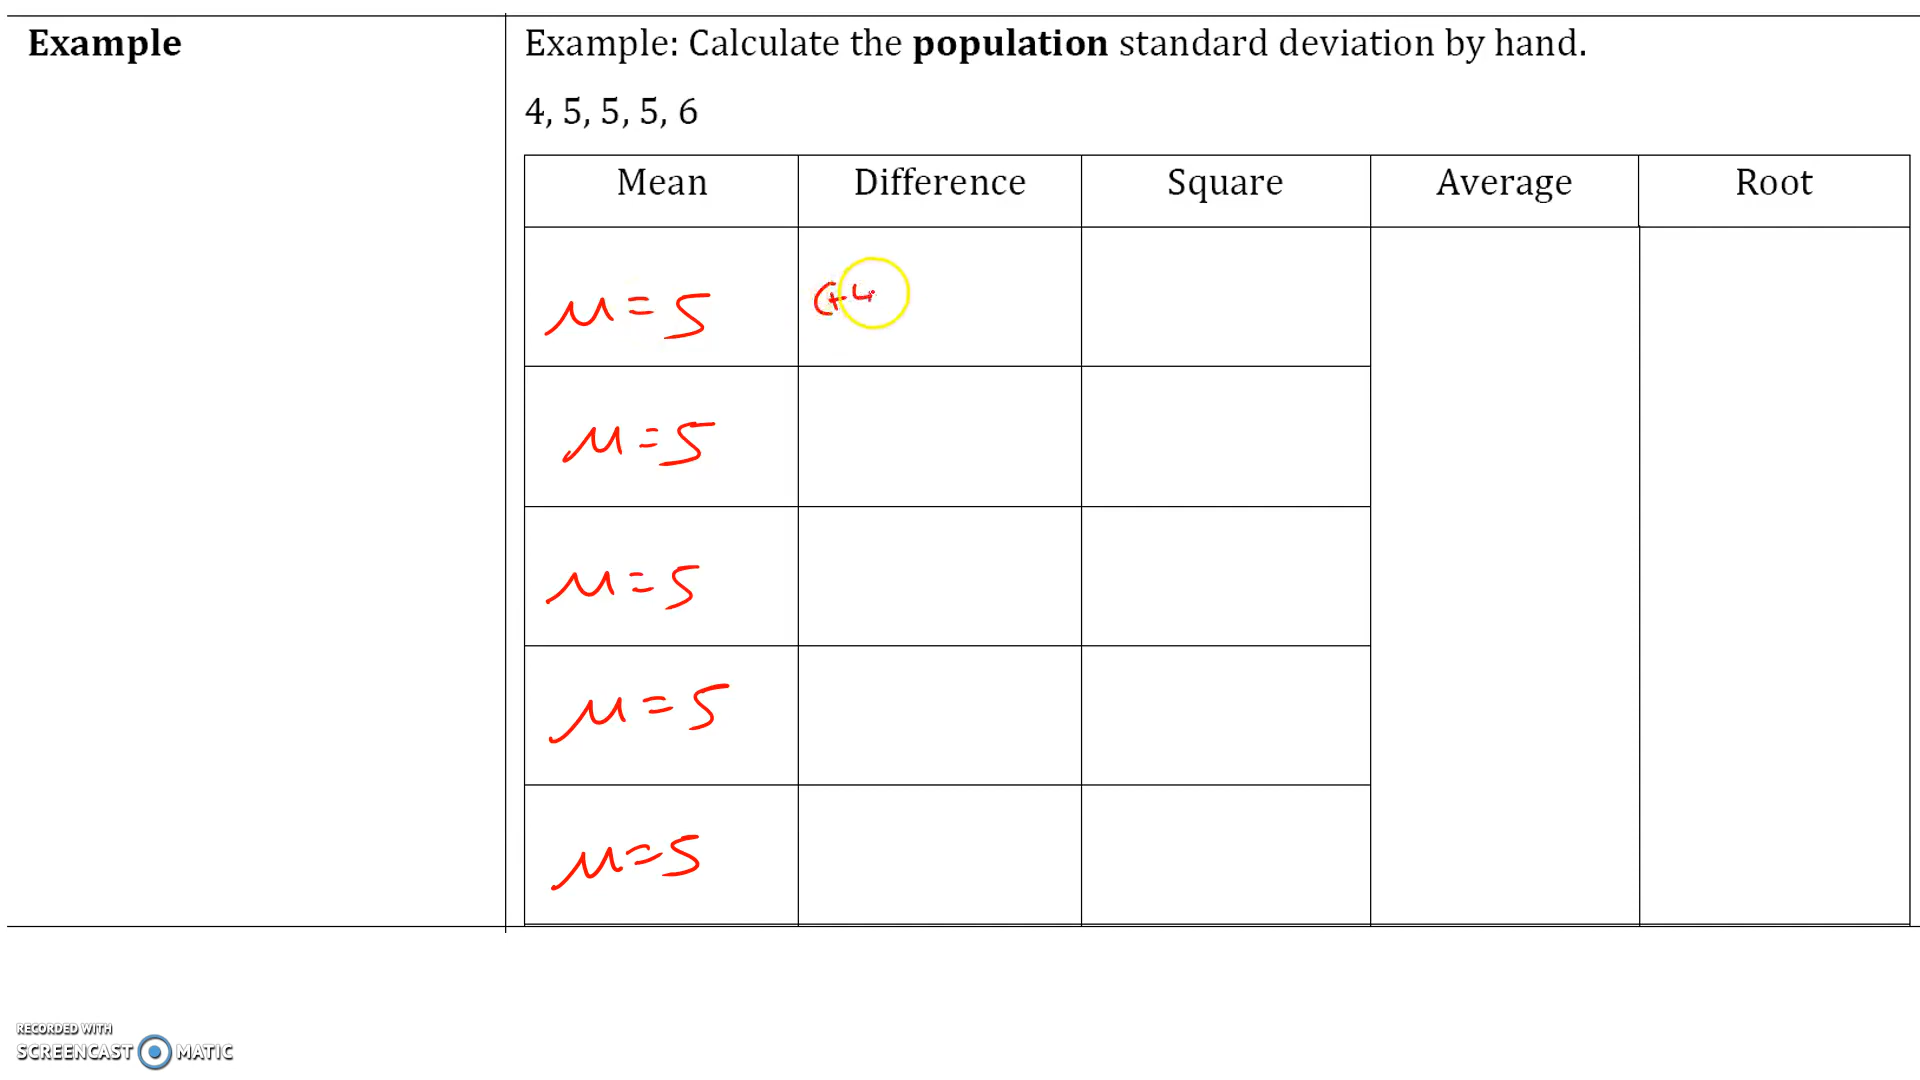 Example
Example: Calculate the population standard deviation by hand.
4, 5, 5, 5, 6
Mean Difference Square Average Root
μ = 5 (+4
μ = 5
μ = 5
μ = 5
μ = 5
RECORDED WITH
SCREENCAST MATIC